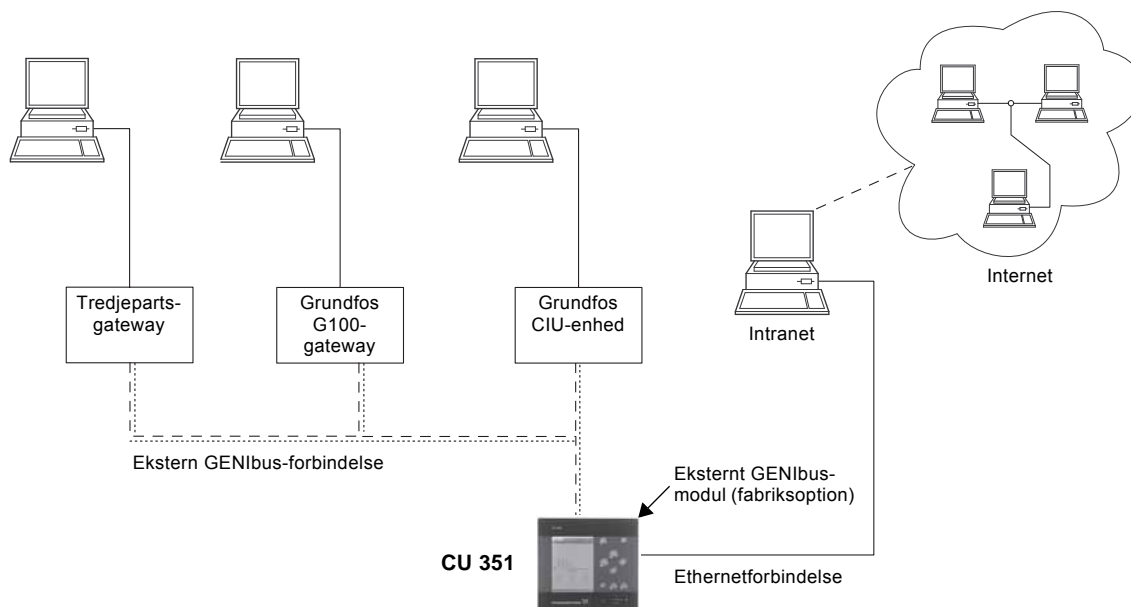 Tredjeparts-
gateway
Grundfos
G100-
gateway
Grundfos
CIU-enhed
Intranet
Internet
Ekstern GENIbus-forbindelse
Eksternt GENIbus-
modul (fabriksoption)
CU 351
Ethernetforbindelse